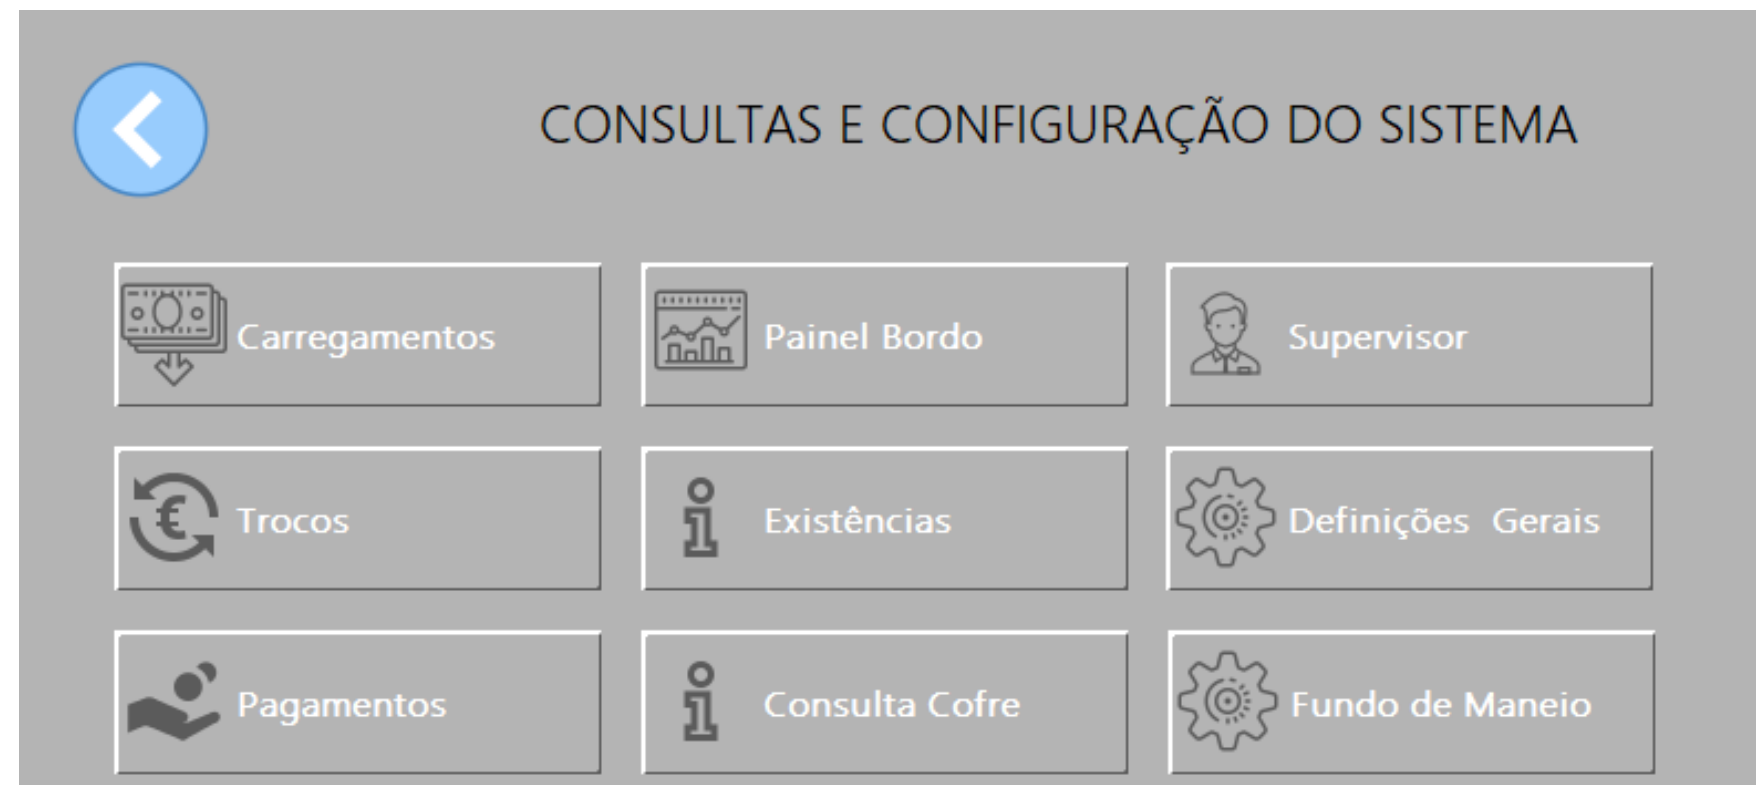 CONSULTAS E CONFIGURAÇÃO DO SISTEMA
Carregamentos
Painel Bordo
Supervisor
Trocos
Existências
Definições Gerais
Pagamentos
Consulta Cofre
Fundo de Maneio